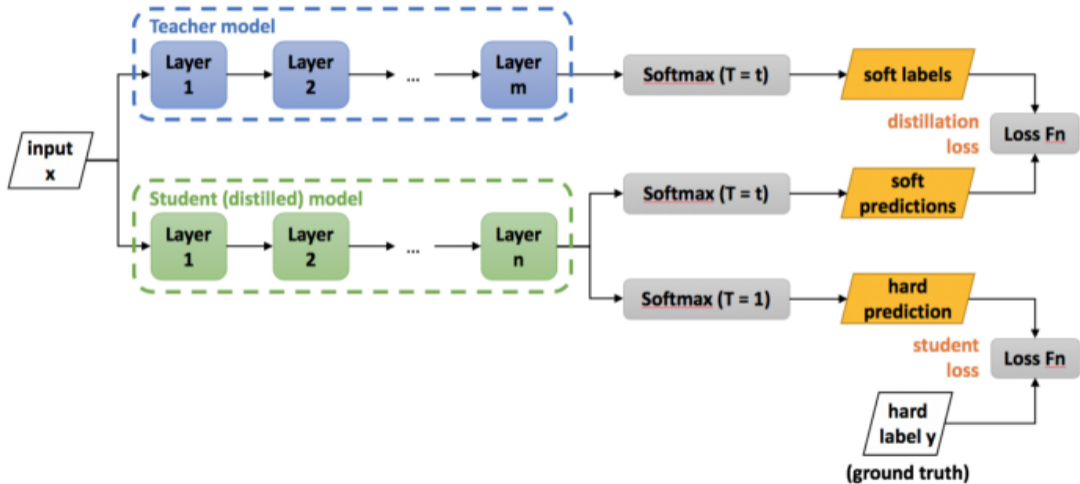 Teacher model
Layer
1
Layer
2
...
Layer
m
Softmax (T = t)
soft labels
distillation
loss
Loss Fn
input
x
Student (distilled) model
Layer
1
Layer
2
...
Layer
n
Softmax (T = t)
soft
predictions
Softmax (T = 1)
hard
prediction
student
loss
Loss Fn
hard
label y
(ground truth)